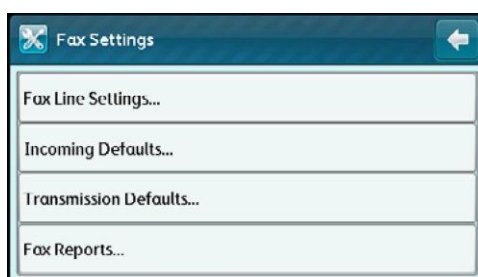 Fax Settings
Fax Line Settings...
Incoming Defaults...
Transmission Defaults...
Fax Reports...